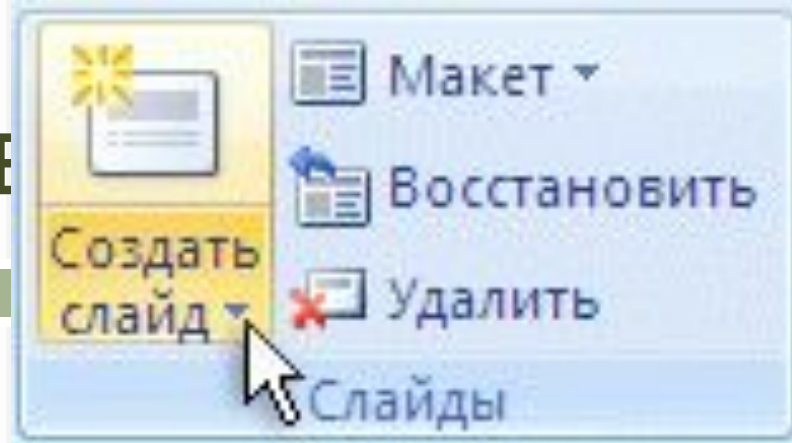 Создать
слайд
Макет
Восстановить
Удалить
Слайды